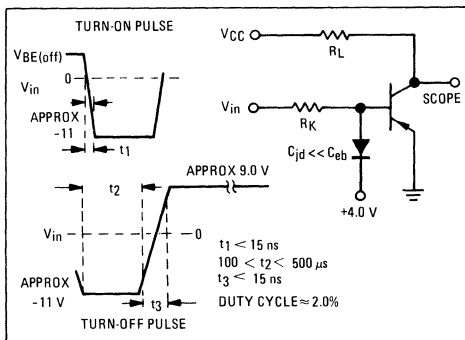 TURN-ON PULSE
VBE(off)
0
Vin
APPROX
-11
t1
VCC
RL
SCOPE
Vin
RK
Cjd << Ceb
+4.0 V
APPROX 9.0 V
t2
Vin
0
APPROX
-11 V
t3
TURN-OFF PULSE
t1 < 15 ns
100 < t2 < 500 µs
t3 < 15 ns
DUTY CYCLE ≈ 2.0%